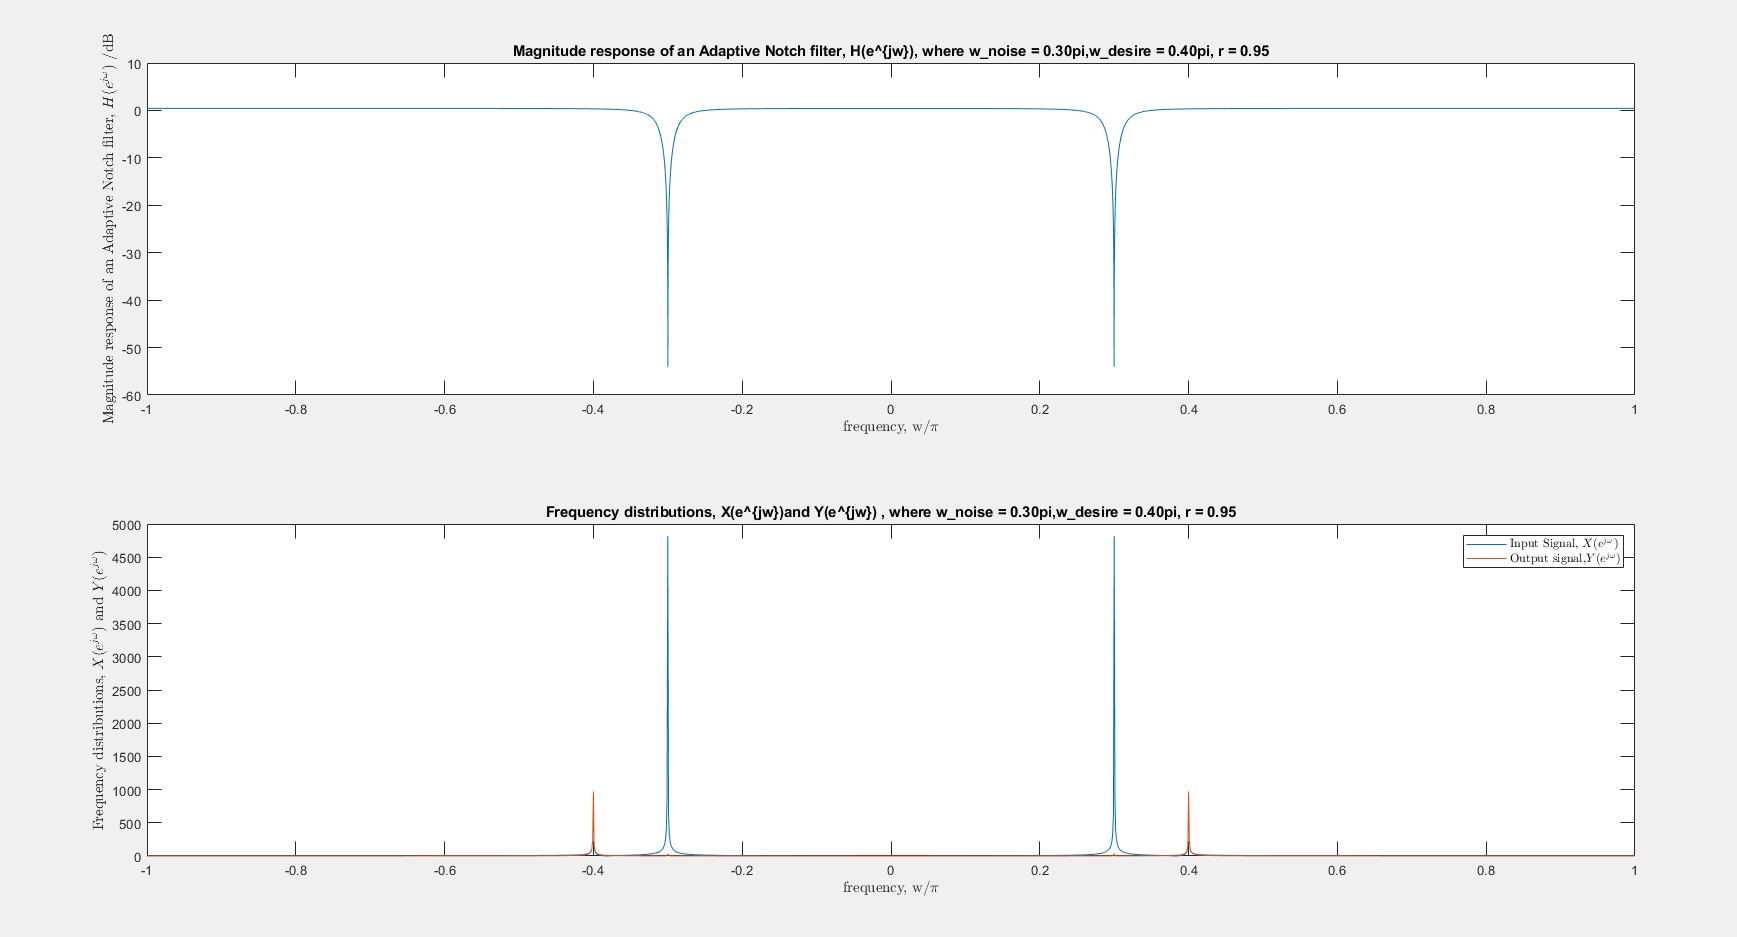 Magnitude response of an Adaptive Notch filter, H(e^{jw}), where w_noise = 0.30pi,w_desire = 0.40pi, r = 0.95
Magnitude response of an Adaptive Notch filter, H(e^{jω}) /dB
10
0
-10
-20
-30
-40
-50
-60
-1 -0.8 -0.6 -0.4 -0.2 0 0.2 0.4 0.6 0.8 1
frequency, w/π
Frequency distributions, X(e^{jw})and Y(e^{jw}) , where w_noise = 0.30pi,w_desire = 0.40pi, r = 0.95
Frequency distributions, X(e^{jω}) and Y(e^{jω})
5000
4500
4000
3500
3000
2500
2000
1500
1000
500
0
Input Signal, X(e^{jω})
Output signal,Y(e^{jω})
-1 -0.8 -0.6 -0.4 -0.2 0 0.2 0.4 0.6 0.8 1
frequency, w/π